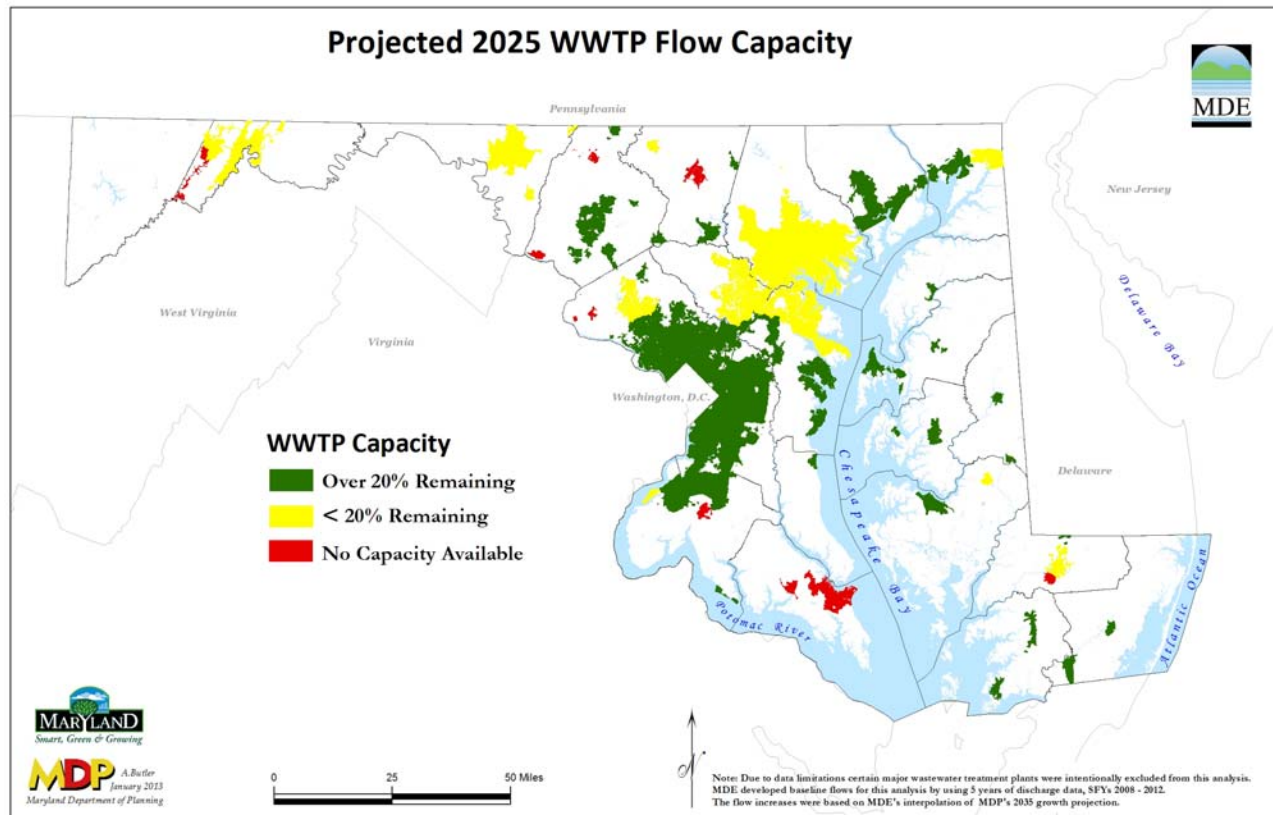 Projected 2025 WWTP Flow Capacity
MDE
Pennsylvania
New Jersey
West Virginia
Virginia
Washington, D.C.
Delaware Bay
Delaware
Chesapeake Bay
Potomac River
Atlantic Ocean
WWTP Capacity
Over 20% Remaining
< 20% Remaining
No Capacity Available
MARYLAND
Smart, Green & Growing
MDP
A.Butler
January 2013
Maryland Department of Planning
0 25 50 Miles
N
Note: Due to data limitations certain major wastewater treatment plants were intentionally excluded from this analysis.
MDE developed baseline flows for this analysis by using 5 years of discharge data, SFYs 2008 - 2012.
The flow increases were based on MDE's interpolation of MDP's 2035 growth projection.